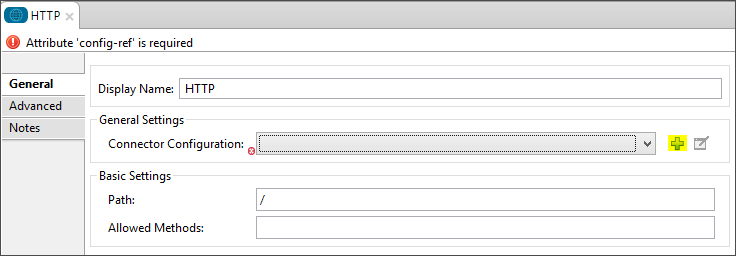 HTTP
Attribute 'config-ref' is required
General
Advanced
Notes
Display Name: HTTP
General Settings
Connector Configuration:
Basic Settings
Path: /
Allowed Methods: